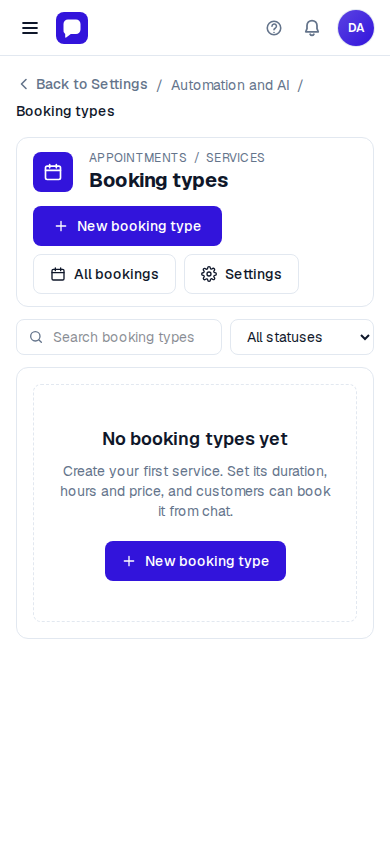 DA
Back to Settings / Automation and AI /
Booking types
APPOINTMENTS / SERVICES
Booking types
New booking type
All bookings
Settings
Search booking types
All statuses
No booking types yet
Create your first service. Set its duration,
hours and price, and customers can book
it from chat.
New booking type